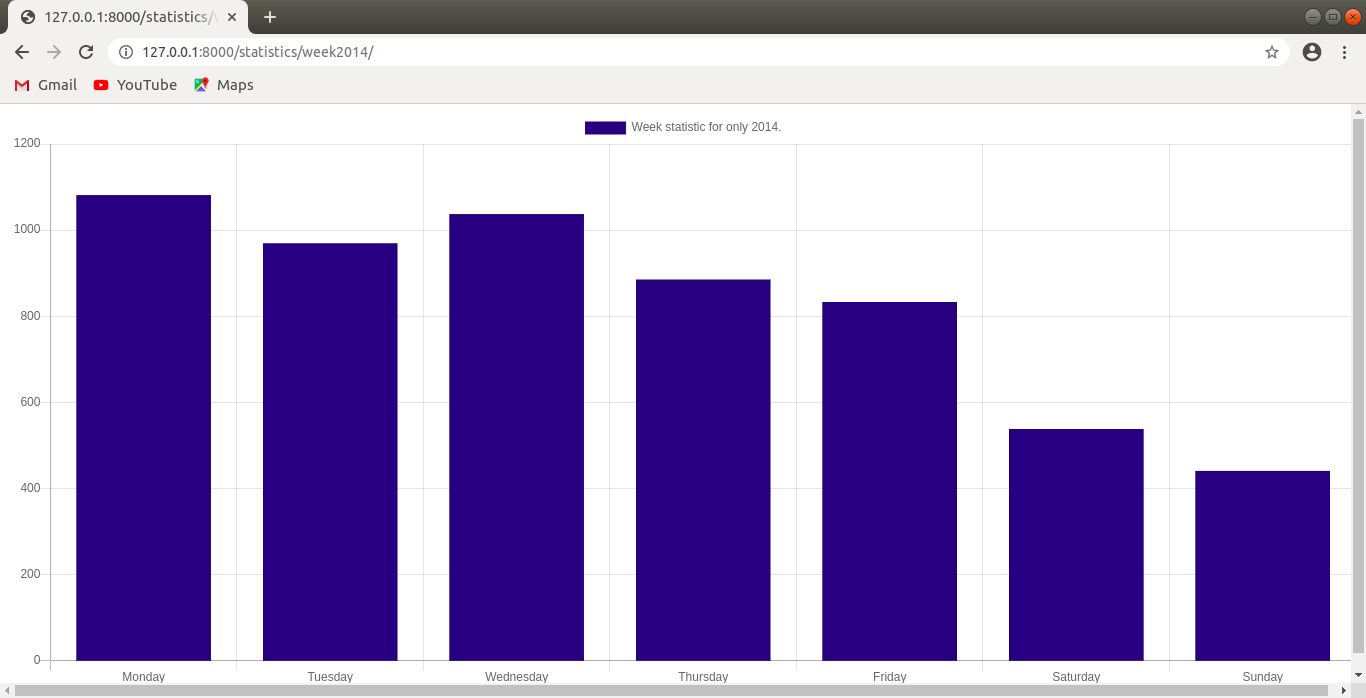 127.0.0.1:8000/statistics/
127.0.0.1:8000/statistics/week2014/
Gmail YouTube Maps
Week statistic for only 2014.
1200
1000
800
600
400
200
0
Monday Tuesday Wednesday Thursday Friday Saturday Sunday